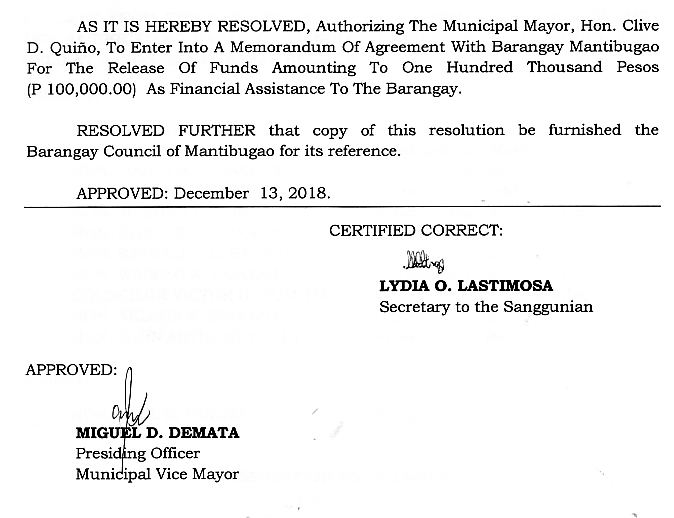 AS IT IS HEREBY RESOLVED, Authorizing The Municipal Mayor, Hon. Clive
D. Quiño, To Enter Into A Memorandum Of Agreement With Barangay Mantibugao
For The Release Of Funds Amounting To One Hundred Thousand Pesos
(P 100,000.00) As Financial Assistance To The Barangay.
RESOLVED FURTHER that copy of this resolution be furnished the
Barangay Council of Mantibugao for its reference.
APPROVED: December 13, 2018.
CERTIFIED CORRECT:
LYDIA O. LASTIMOSA
Secretary to the Sanggunian
APPROVED:
MIGUEL D. DEMATA
Presiding Officer
Municipal Vice Mayor